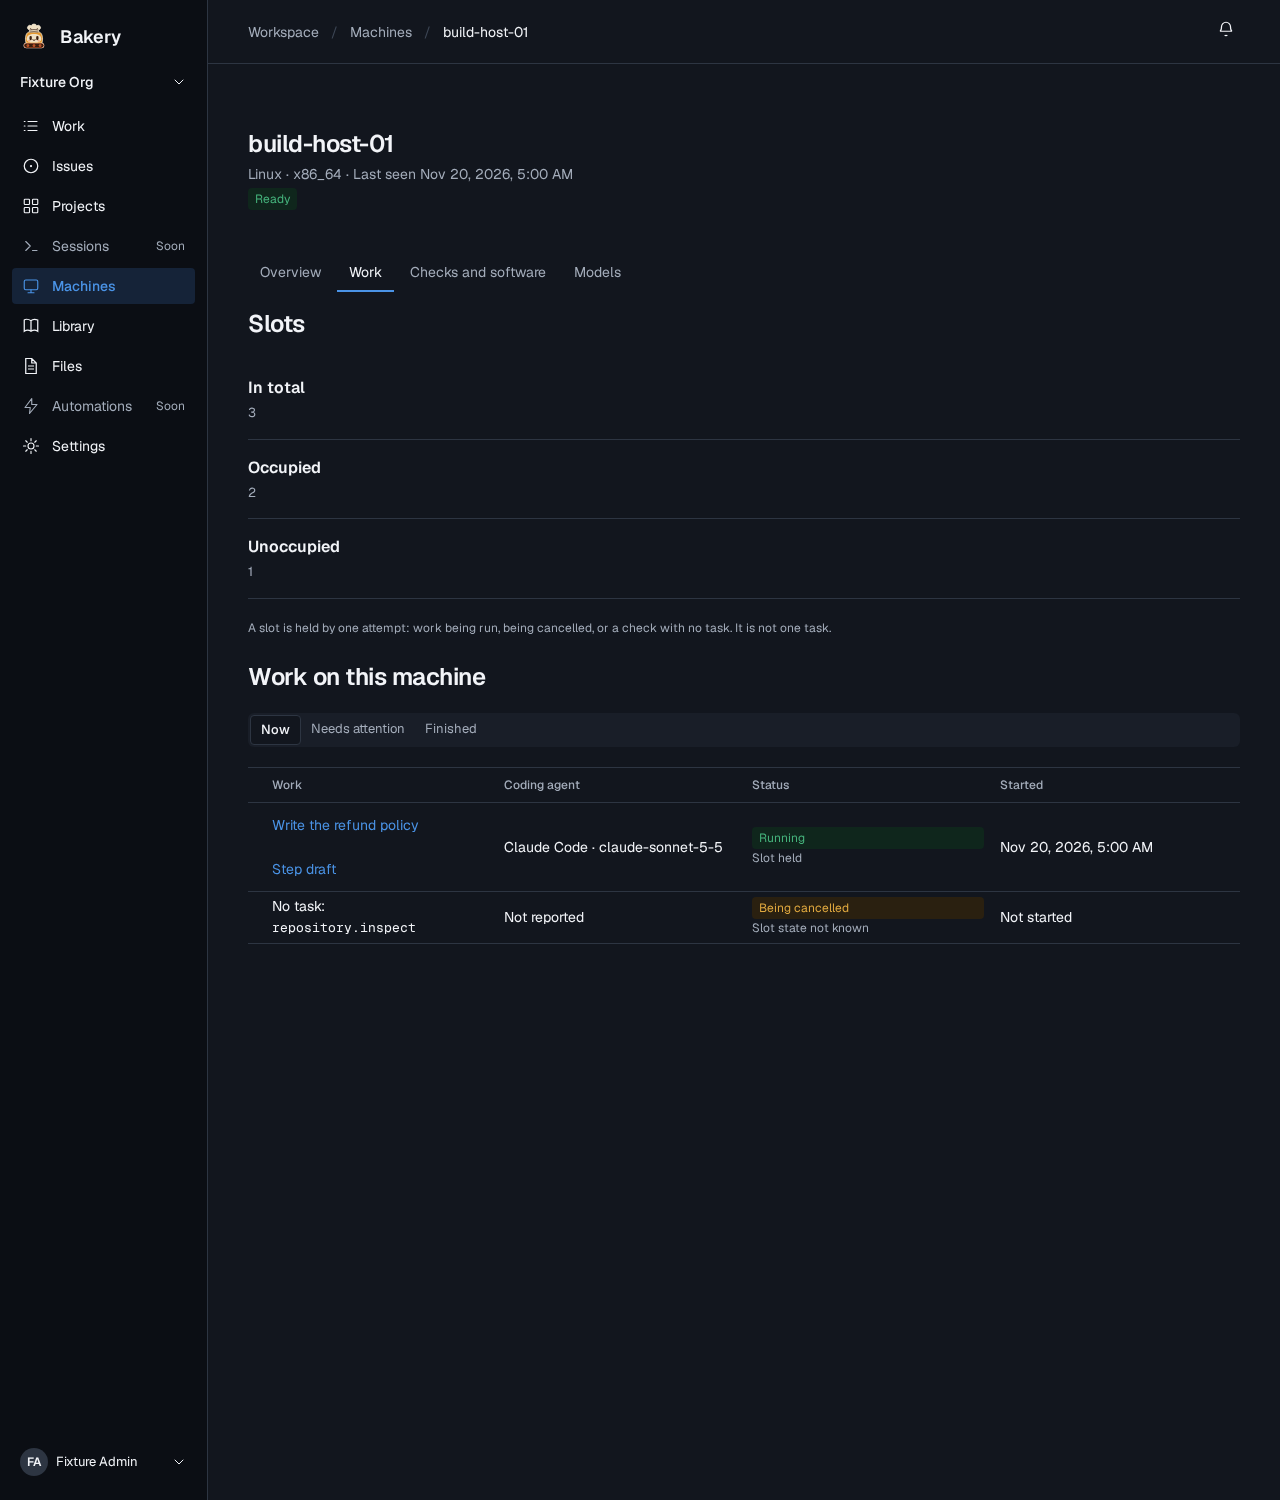 Bakery
Fixture Org
Work
Issues
Projects
Sessions Soon
Machines
Library
Files
Automations Soon
Settings
FA Fixture Admin
Workspace / Machines / build-host-01
build-host-01
Linux · x86_64 · Last seen Nov 20, 2026, 5:00 AM
Ready
Overview Work Checks and software Models
Slots
In total
3
Occupied
2
Unoccupied
1
A slot is held by one attempt: work being run, being cancelled, or a check with no task. It is not one task.
Work on this machine
Now Needs attention Finished
Work Coding agent Status Started
Write the refund policy
Step draft
Claude Code · claude-sonnet-5-5
Running
Slot held
Nov 20, 2026, 5:00 AM
No task:
repository.inspect
Not reported
Being cancelled
Slot state not known
Not started